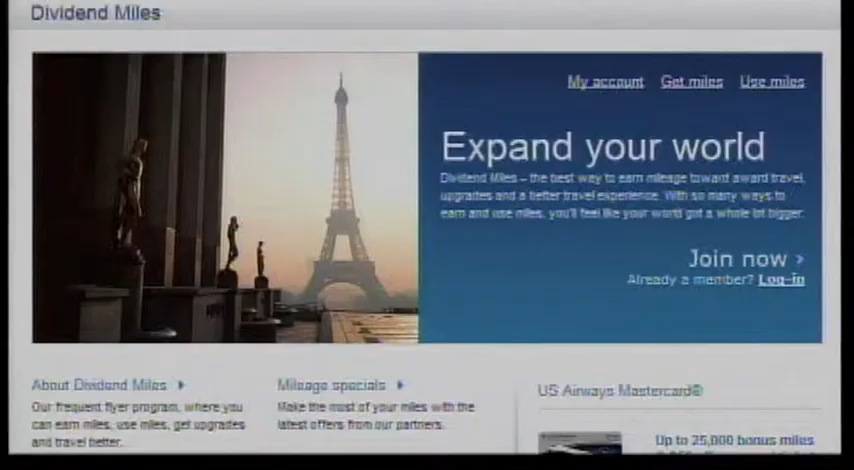 Dividend Miles
My account Get miles Use miles
Expand your world
Dividend Miles – the best way to earn mileage toward award travel,
upgrades and a better travel experience. With so many ways to
earn and use miles, you'll feel like your world got a whole lot bigger.
Join now ›
Already a member? Log-in
About Dividend Miles
Our frequent flyer program, where you
can earn miles, use miles, get upgrades
and travel better.
Mileage specials
Make the most of your miles with the
latest offers from our partners.
US Airways Mastercard®
Up to 25,000 bonus miles